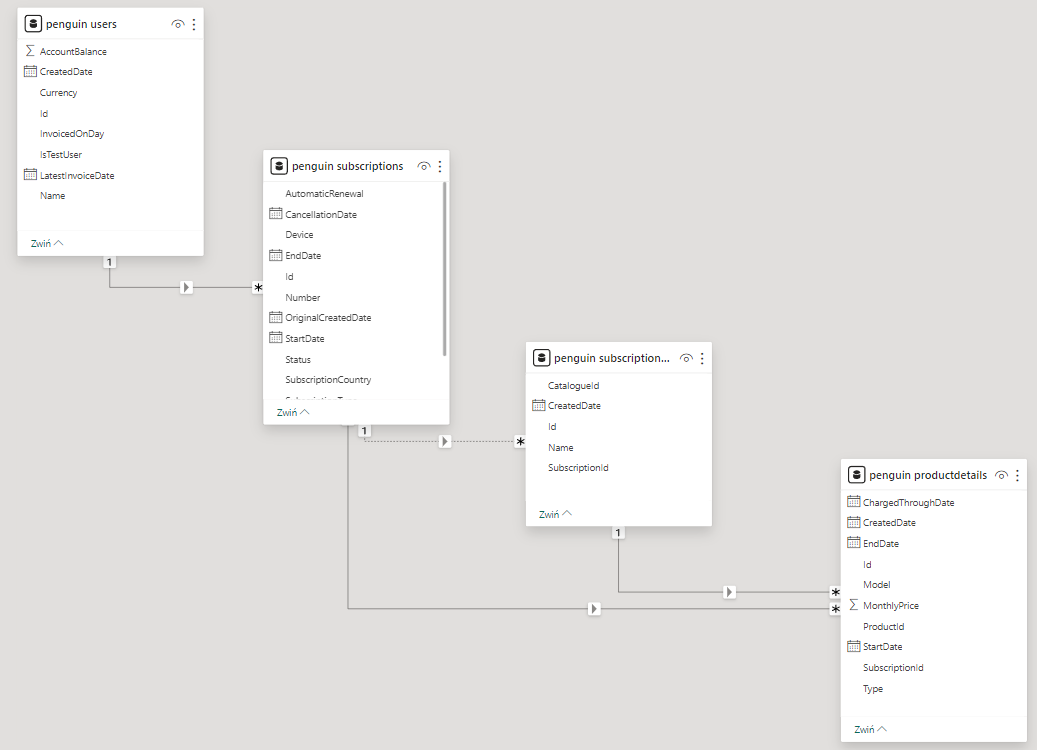 penguin users
AccountBalance
CreatedDate
Currency
Id
InvoicedOnDay
IsTestUser
LatestInvoiceDate
Name
Zwiń
1
*
penguin subscriptions
AutomaticRenewal
CancellationDate
Device
EndDate
Id
Number
OriginalCreatedDate
StartDate
Status
SubscriptionCountry
Zwiń
1
*
penguin subscription...
CatalogueId
CreatedDate
Id
Name
SubscriptionId
Zwiń
1
*
*
penguin productdetails
ChargedThroughDate
CreatedDate
EndDate
Id
Model
MonthlyPrice
ProductId
StartDate
SubscriptionId
Type
Zwiń